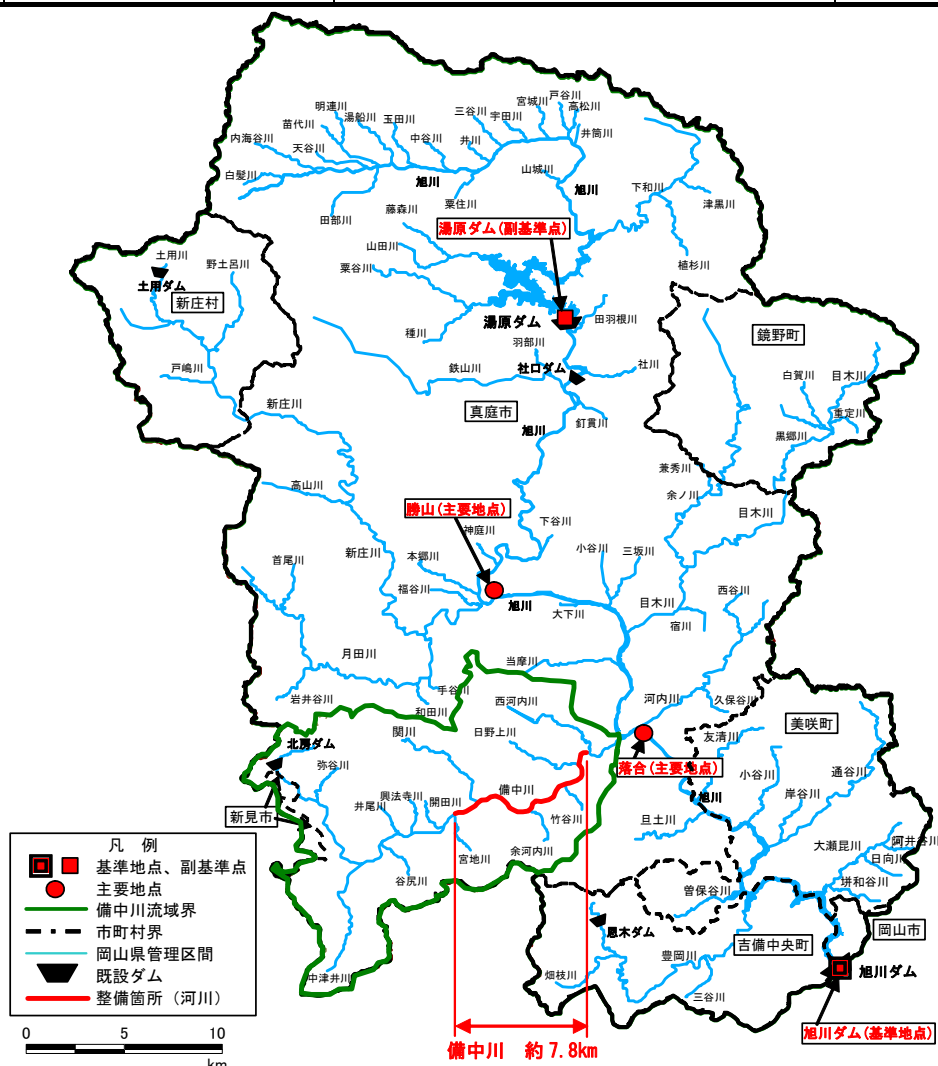 戸谷川
宮城川
高松川
明連川
三谷川
宇田川
湯船川
玉田川
苗代川
井筒川
内海谷川
中谷川
井川
天谷川
山城川
白髪川
旭川
旭川
下和川
粟住川
津黒川
藤森川
田部川
湯原ダム(副基準点)
山田川
土用川
野土呂川
粟谷川
植杉川
土用ダム
新庄村
湯原ダム
田羽根川
鏡野町
種川
羽部川
社口ダム
社川
戸嶋川
鉄山川
白賀川
目木川
新庄川
真庭市
釘貫川
重定川
旭川
黒郷川
兼秀川
高山川
余ノ川
勝山(主要地点)
目木川
下谷川
神庭川
新庄川
本郷川
小谷川
三坂川
首尾川
福谷川
西谷川
旭川
大下川
目木川
宿川
月田川
当摩川
手谷川
岩井谷川
和田川
西河内川
河内川
久保谷川
美咲町
関川
日野上川
友清川
北房ダム
弥谷川
落合(主要地点)
小谷川
通谷川
備中川
岸谷川
旭川
興法寺川
井尾川
開田川
新見市
竹谷川
旦土川
大瀬毘川
阿井谷川
宮地川
余河内川
日向川
谷尻川
曽保谷川
垪和谷川
恩木ダム
吉備中央町
岡山市
豊岡川
中津井川
畑枝川
旭川ダム
三谷川
旭川ダム(基準地点)
備中川 約7.8km
凡 例
基準地点、副基準点
主要地点
備中川流域界
市町村界
岡山県管理区間
既設ダム
整備箇所（河川）
0 5 10
km